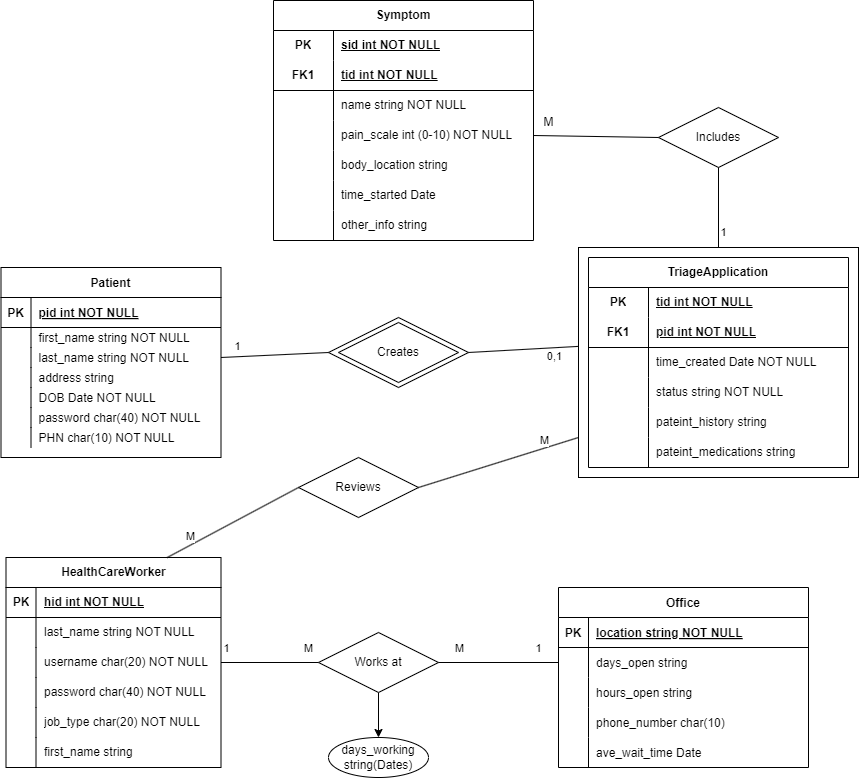 Symptom
PK sid int NOT NULL
FK1 tid int NOT NULL
name string NOT NULL
pain_scale int (0-10) NOT NULL
body_location string
time_started Date
other_info string
M
Includes
1
Patient
PK pid int NOT NULL
first_name string NOT NULL
last_name string NOT NULL
address string
DOB Date NOT NULL
password char(40) NOT NULL
PHN char(10) NOT NULL
1
Creates
0,1
TriageApplication
PK tid int NOT NULL
FK1 pid int NOT NULL
time_created Date NOT NULL
status string NOT NULL
pateint_history string
pateint_medications string
M
Reviews
M
HealthCareWorker
PK hid int NOT NULL
last_name string NOT NULL
username char(20) NOT NULL
password char(40) NOT NULL
job_type char(20) NOT NULL
first_name string
1
M
Works at
M
1
days_working
string(Dates)
Office
PK location string NOT NULL
days_open string
hours_open string
phone_number char(10)
ave_wait_time Date